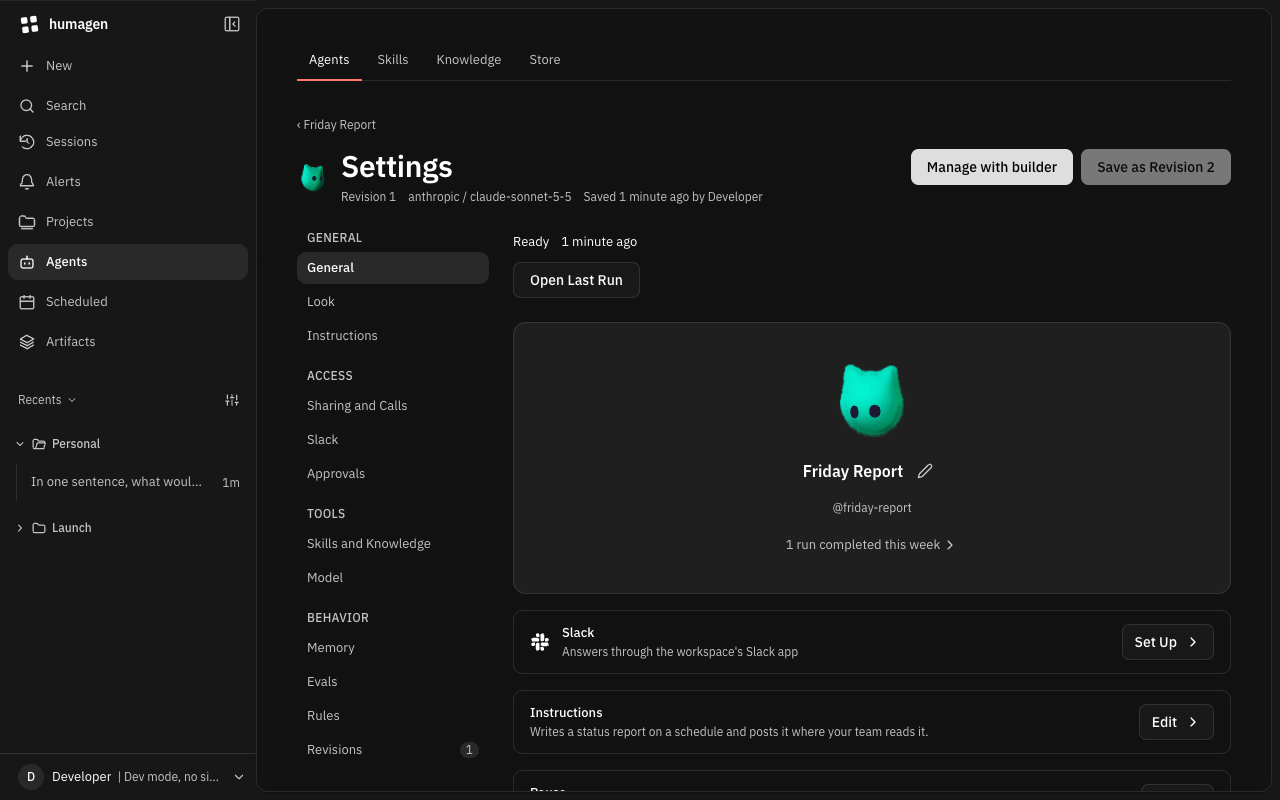 humagen
New
Search
Sessions
Alerts
Projects
Agents
Scheduled
Artifacts
Recents
Personal
In one sentence, what woul... 1m
Launch
D Developer | Dev mode, no si...
Agents Skills Knowledge Store
‹ Friday Report
Settings
Revision 1 anthropic / claude-sonnet-5-5 Saved 1 minute ago by Developer
Manage with builder
Save as Revision 2
GENERAL
General
Look
Instructions
ACCESS
Sharing and Calls
Slack
Approvals
TOOLS
Skills and Knowledge
Model
BEHAVIOR
Memory
Evals
Rules
Revisions 1
Ready 1 minute ago
Open Last Run
Friday Report
@friday-report
1 run completed this week
Slack
Answers through the workspace's Slack app
Set Up
Instructions
Writes a status report on a schedule and posts it where your team reads it.
Edit